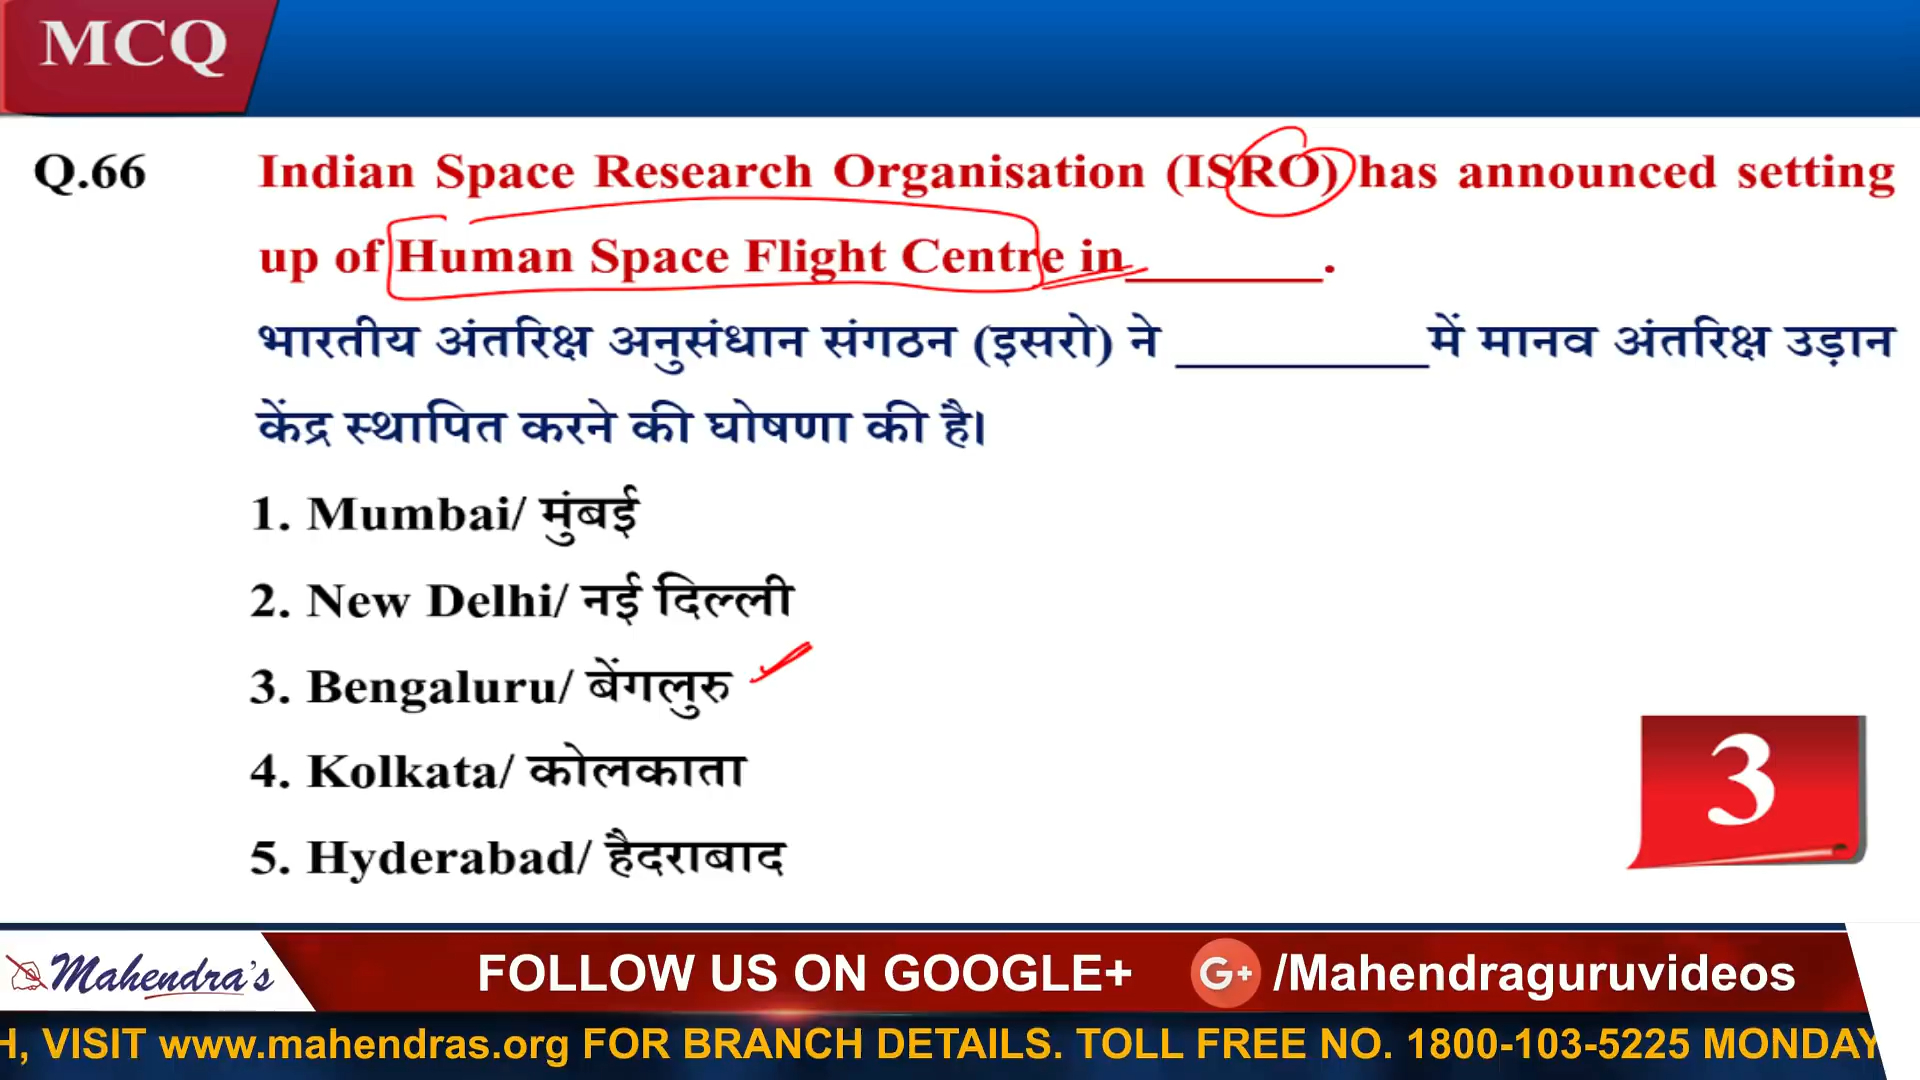 MCQ
Q.66 Indian Space Research Organisation (ISRO) has announced setting
up of Human Space Flight Centre in________.
भारतीय अंतरिक्ष अनुसंधान संगठन (इसरो) ने __________में मानव अंतरिक्ष उड़ान
केंद्र स्थापित करने की घोषणा की है।
1. Mumbai/ मुंबई
2. New Delhi/ नई दिल्ली
3. Bengaluru/ बेंगलुरु
4. Kolkata/ कोलकाता
5. Hyderabad/ हैदराबाद
3
Mahendra's
FOLLOW US ON GOOGLE+ G+ /Mahendraguruvideos
H, VISIT www.mahendras.org FOR BRANCH DETAILS. TOLL FREE NO. 1800-103-5225 MONDAY